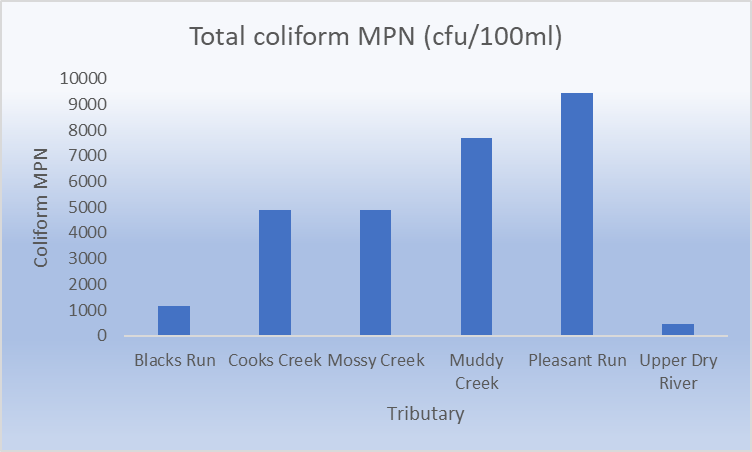 Total coliform MPN (cfu/100ml)
10000
9000
8000
7000
6000
5000
4000
3000
2000
1000
0
Coliform MPN
Blacks Run
Cooks Creek
Mossy Creek
Muddy
Creek
Pleasant Run
Upper Dry
River
Tributary